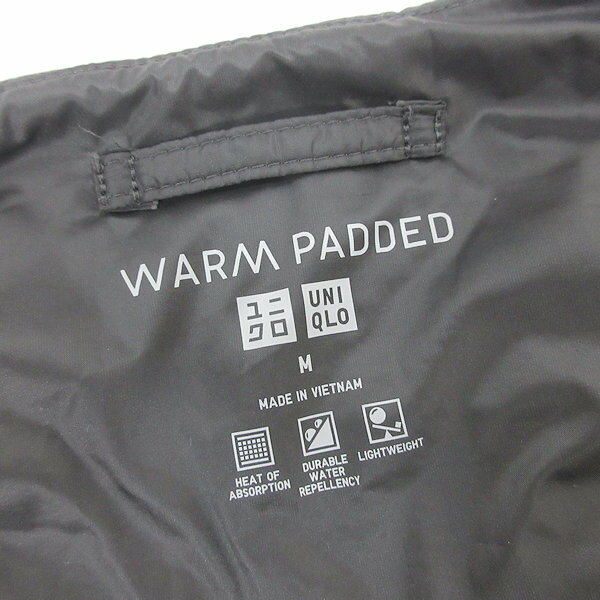 WARM PADDED
ユニ UNI
クロ QLO
M
MADE IN VIETNAM
HEAT OF
ABSORPTION
DURABLE
WATER
REPELLENCY
LIGHTWEIGHT